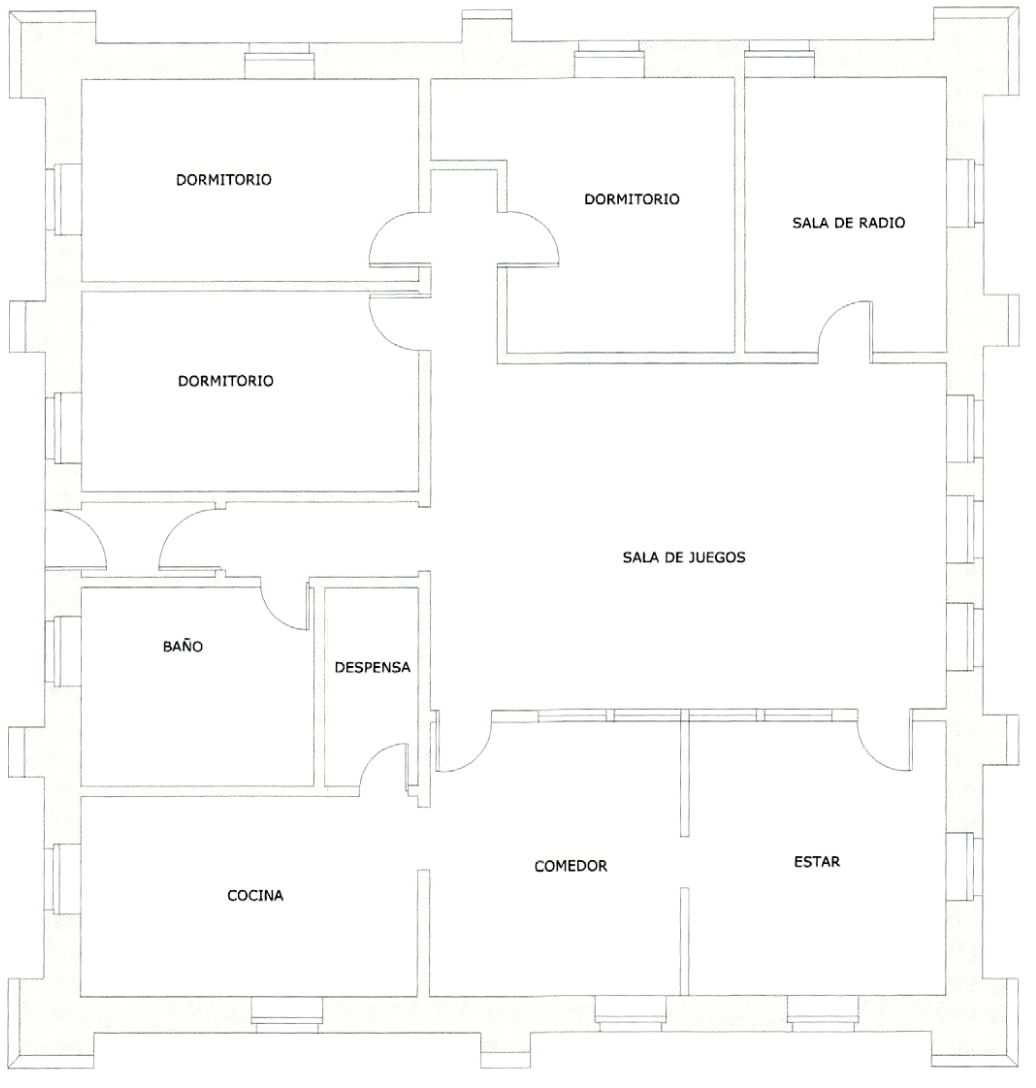 DORMITORIO
DORMITORIO
SALA DE RADIO
DORMITORIO
SALA DE JUEGOS
BAÑO
DESPENSA
COCINA
COMEDOR
ESTAR